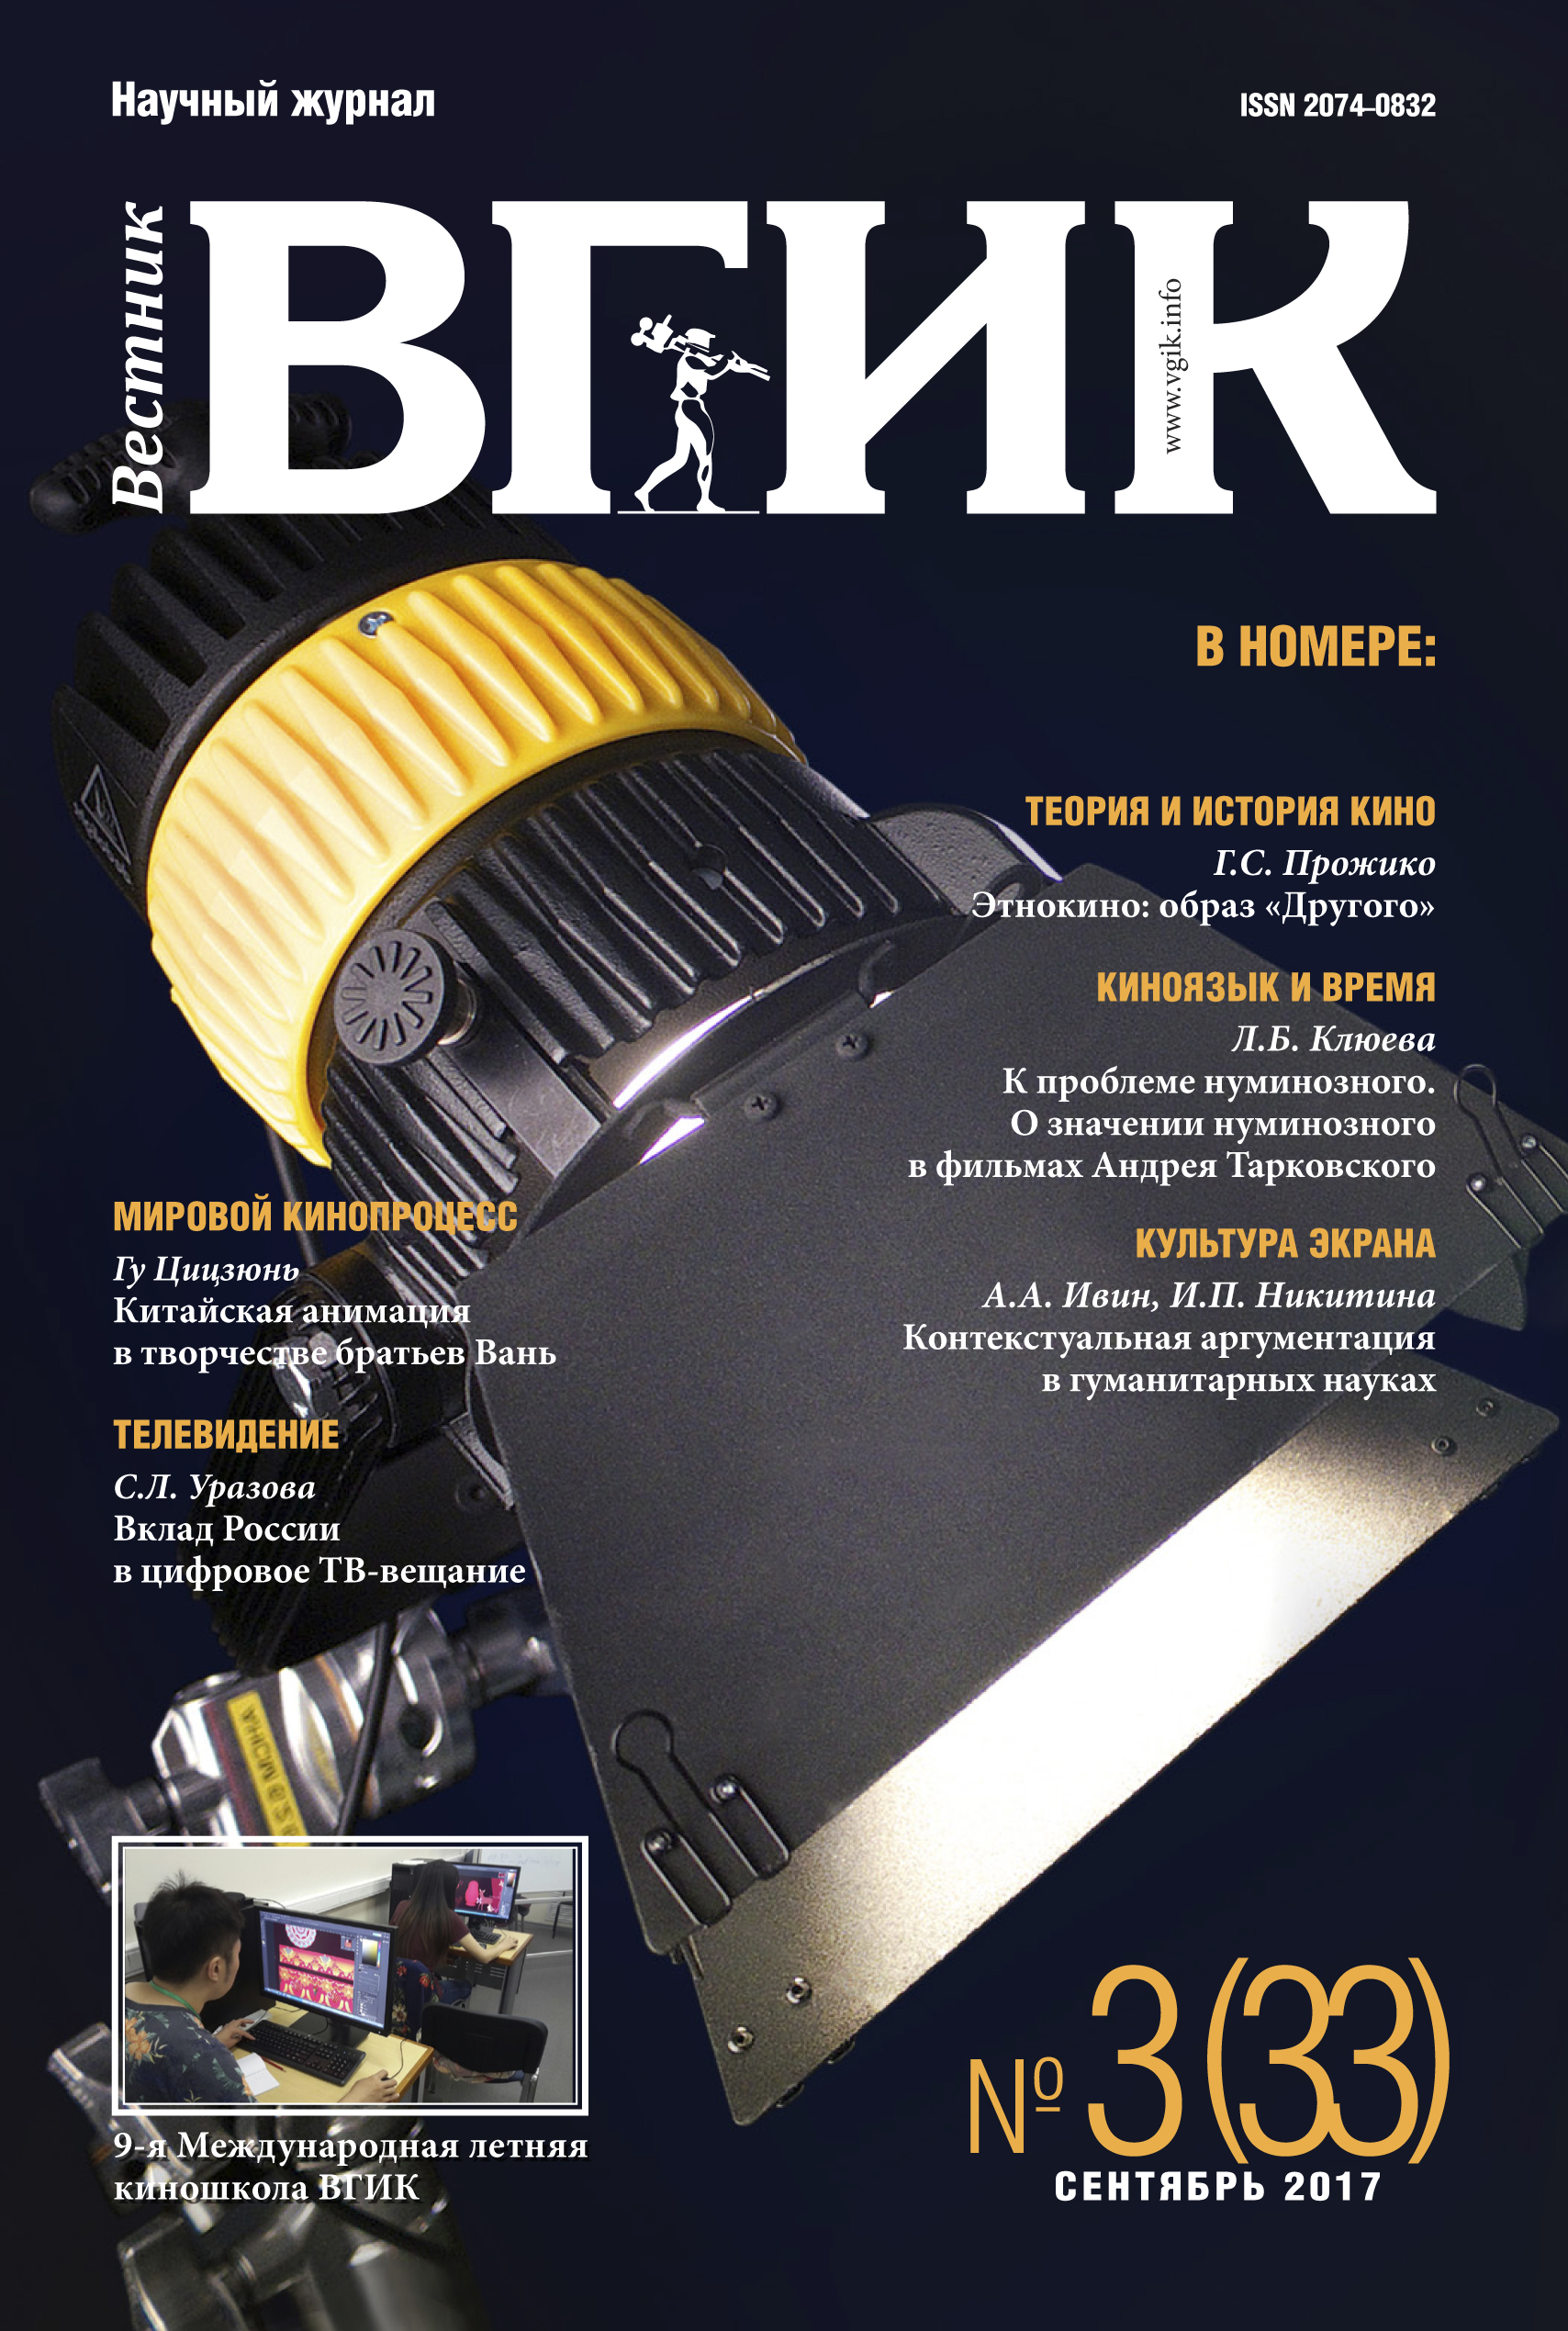 Научный журнал
ISSN 2074-0832
Вестник
ВГИК
www.vgik.info
В НОМЕРЕ:
ТЕОРИЯ И ИСТОРИЯ КИНО
Г.С. Прожико
Этнокино: образ «Другого»
КИНОЯЗЫК И ВРЕМЯ
Л.Б. Клюева
К проблеме нуминозного.
О значении нуминозного
в фильмах Андрея Тарковского
КУЛЬТУРА ЭКРАНА
А.А. Ивин, И.П. Никитина
Контекстуальная аргументация
в гуманитарных науках
МИРОВОЙ КИНОПРОЦЕСС
Гу Цицзюнь
Китайская анимация
в творчестве братьев Вань
ТЕЛЕВИДЕНИЕ
С.Л. Уразова
Вклад России
в цифровое ТВ-вещание
9-я Международная летняя
киношкола ВГИК
№ 3 (33)
СЕНТЯБРЬ 2017